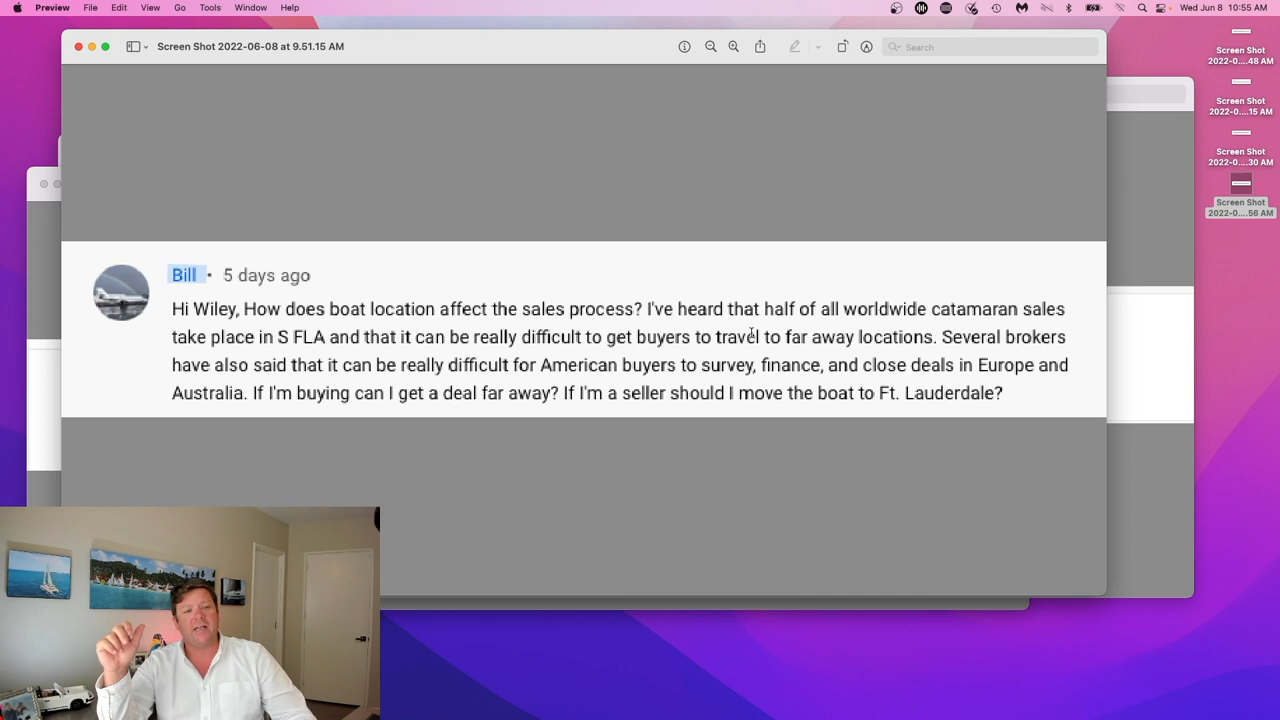 Preview File Edit View Go Tools Window Help Wed Jun 8 10:55 AM
Screen Shot 2022-06-08 at 9.51.15 AM
Search
Screen Shot
2022-0....48 AM
Screen Shot
2022-0....15 AM
Screen Shot
2022-0....30 AM
Screen Shot
2022-0....56 AM
Bill • 5 days ago
Hi Wiley, How does boat location affect the sales process? I've heard that half of all worldwide catamaran sales
take place in S FLA and that it can be really difficult to get buyers to travel to far away locations. Several brokers
have also said that it can be really difficult for American buyers to survey, finance, and close deals in Europe and
Australia. If I'm buying can I get a deal far away? If I'm a seller should I move the boat to Ft. Lauderdale?